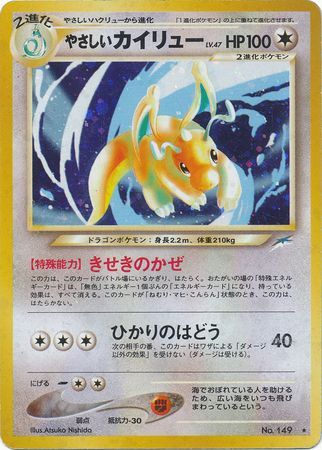 2進化
やさしいハクリューから進化
「1進化ポケモン」の上に重ねて進化させます。
やさしいカイリュー LV.47 HP100
2進化ポケモン
ドラゴンポケモン：身長2.2m、体重210kg
【特殊能力】きせきのかぜ
この力は、このカードがバトル場にいるかぎり、はたらく。おたがいの場の「特殊エネル
ギーカード」は、「無色」エネルギー1個ぶんの「エネルギーカード」になり、持っている
効果は、すべて消える。この力は、このカードが「ねむり・マヒ・こんらん」状態のとき、この力は、
はたらかない。
ひかりのはどう 40
次の相手の番、このカードはワザによる「ダメージ
以外の効果」を受けない（ダメージは受ける）。
にげる
弱点 抵抗力-30
海でおぼれている人を助ける
ため、広い海をいつも飛び
まわっているという。
Illus.Atsuko Nishida
No.149 ★